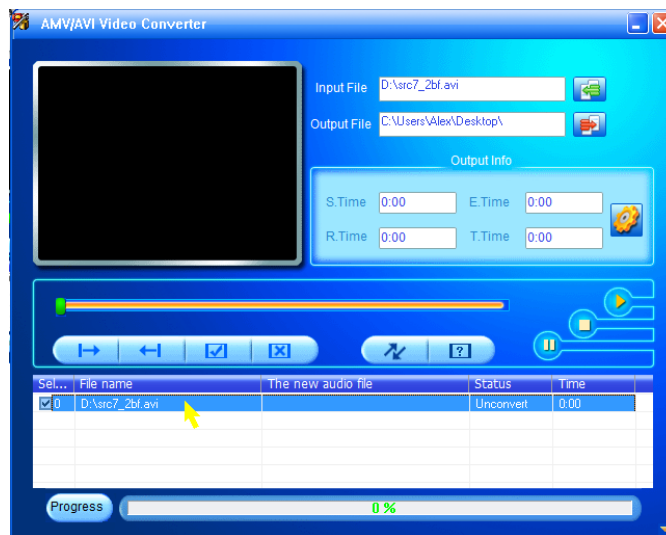 AMV/AVI Video Converter
Input File D:\src7_2bf.avi
Output File C:\Users\Alex\Desktop\
Output Info
S.Time 0:00 E.Time 0:00
R.Time 0:00 T.Time 0:00
Sel... File name The new audio file Status Time
0 D:\src7_2bf.avi Unconvert 0:00
Progress 0 %